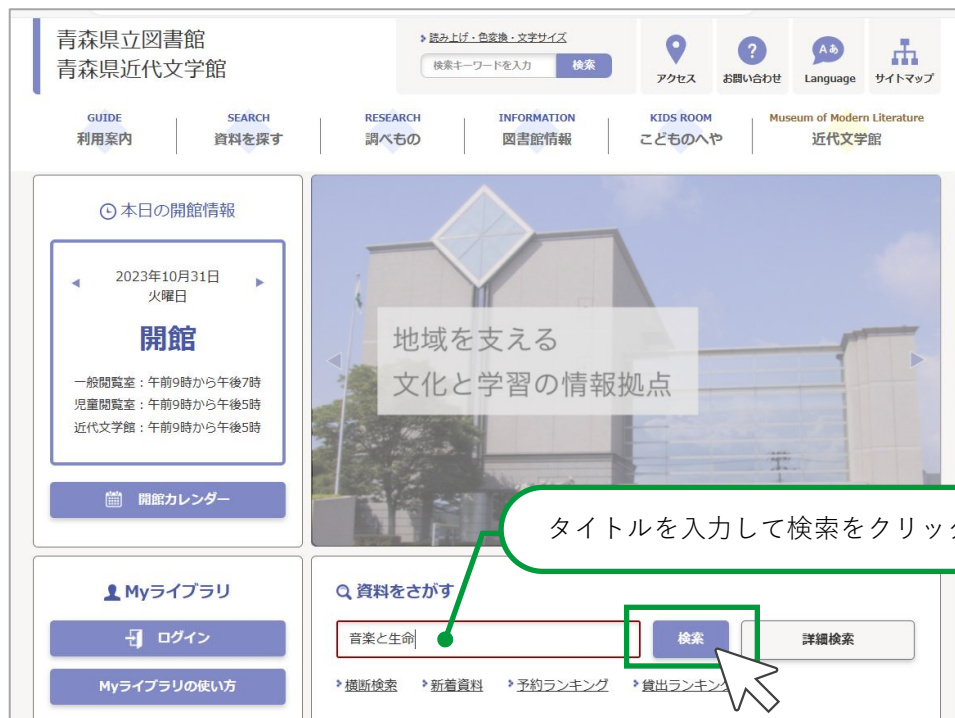 青森県立図書館
青森県近代文学館
読み上げ・色変換・文字サイズ
検索キーワードを入力 検索
アクセス お問い合わせ Language サイトマップ
GUIDE SEARCH RESEARCH INFORMATION KIDS ROOM Museum of Modern Literature
利用案内 資料を探す 調べもの 図書館情報 こどものへや 近代文学館
本日の開館情報
2023年10月31日
火曜日
開館
一般閲覧室：午前9時から午後7時
児童閲覧室：午前9時から午後5時
近代文学館：午前9時から午後5時
開館カレンダー
地域を支える
文化と学習の情報拠点
タイトルを入力して検索をクリック
Myライブラリ
ログイン
Myライブラリの使い方
資料をさがす
音楽と生命 検索 詳細検索
横断検索 新着資料 予約ランキング 貸出ランキング